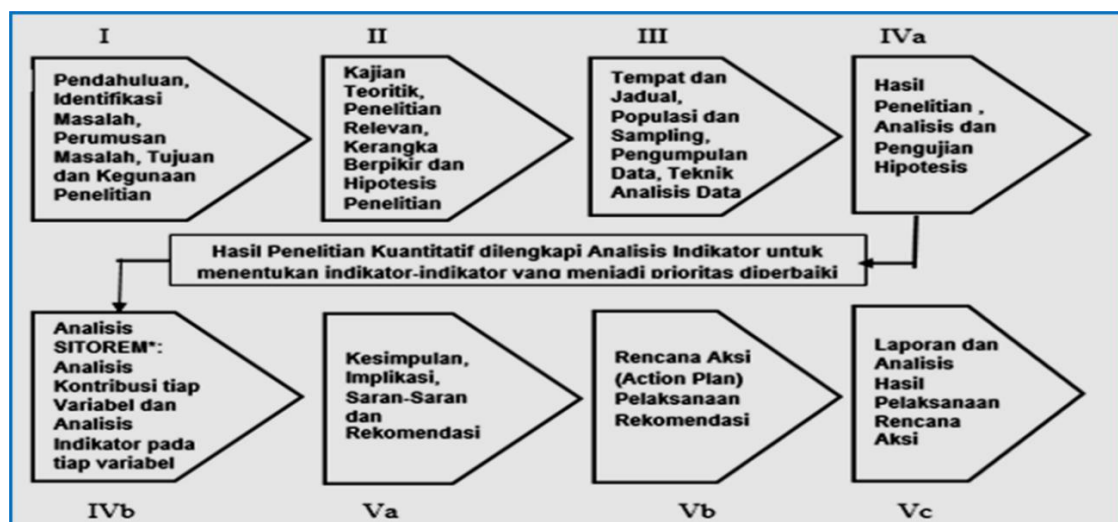 I
II
III
IVa
Pendahuluan,
Identifikasi
Masalah,
Perumusan
Masalah, Tujuan
dan Kegunaan
Penelitian
Kajian
Teoritik,
Penelitian
Relevan,
Kerangka
Berpikir dan
Hipotesis
Penelitian
Tempat dan
Jadual,
Populasi dan
Sampling,
Pengumpulan
Data, Teknik
Analisis Data
Hasil
Penelitian ,
Analisis dan
Pengujian
Hipotesis
Hasil Penelitian Kuantitatif dilengkapi Analisis Indikator untuk
menentukan indikator-indikator yang menjadi prioritas diperbaiki
Analisis
SITOREM*:
Analisis
Kontribusi tiap
Variabel dan
Analisis
Indikator pada
tiap variabel
Kesimpulan,
Implikasi,
Saran-Saran
dan
Rekomendasi
Rencana Aksi
(Action Plan)
Pelaksanaan
Rekomendasi
Laporan dan
Analisis
Hasil
Pelaksanaan
Rencana
Aksi
IVb
Va
Vb
Vc